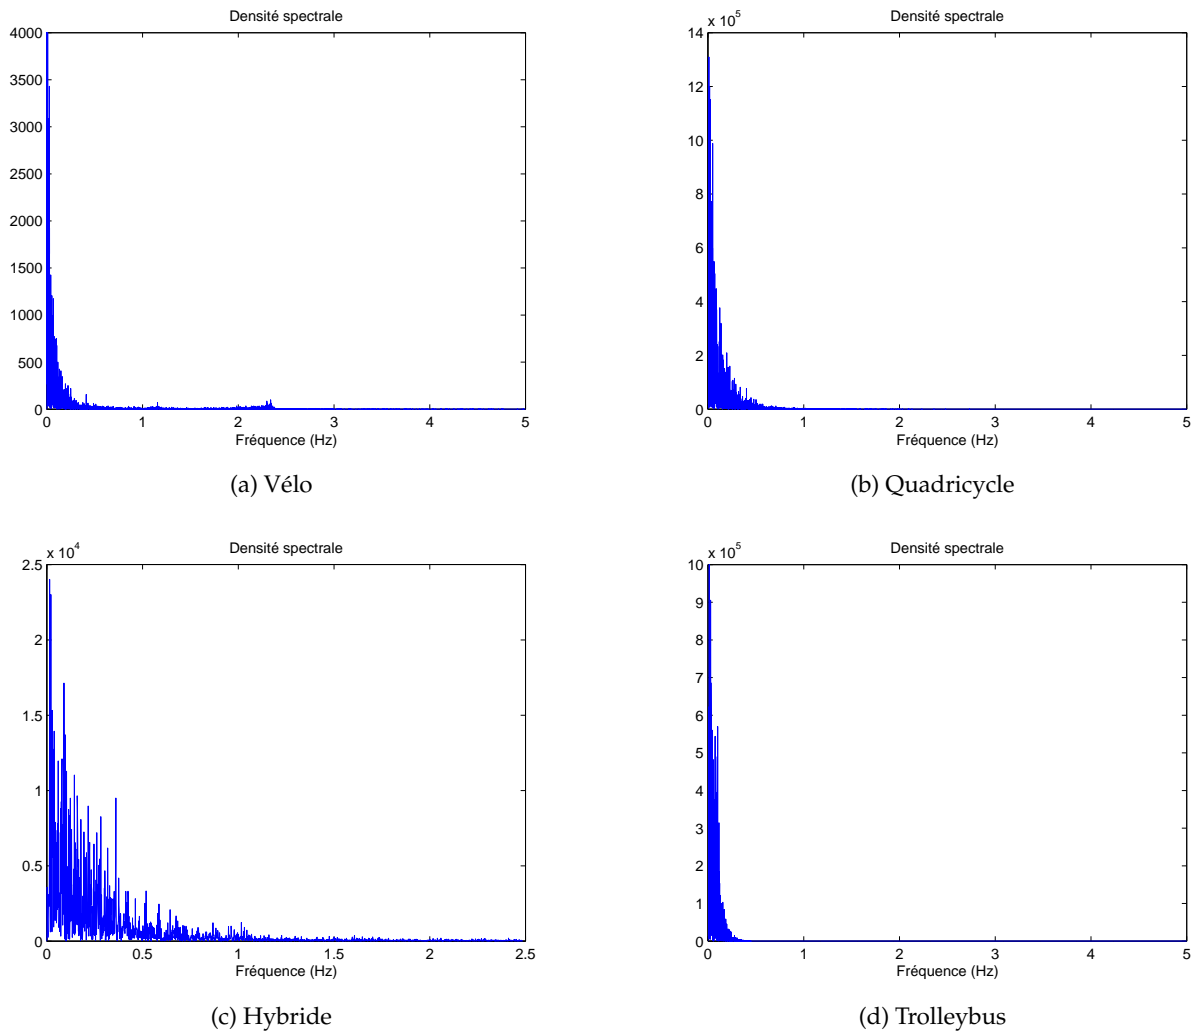 Densité spectrale
4000
3500
3000
2500
2000
1500
1000
500
0
0 1 2 3 4 5
Fréquence (Hz)
(a) Vélo
Densité spectrale
x 10^5
14
12
10
8
6
4
2
0
0 1 2 3 4 5
Fréquence (Hz)
(b) Quadricycle
Densité spectrale
x 10^4
2.5
2
1.5
1
0.5
0
0 0.5 1 1.5 2 2.5
Fréquence (Hz)
(c) Hybride
Densité spectrale
x 10^5
10
9
8
7
6
5
4
3
2
1
0
0 1 2 3 4 5
Fréquence (Hz)
(d) Trolleybus